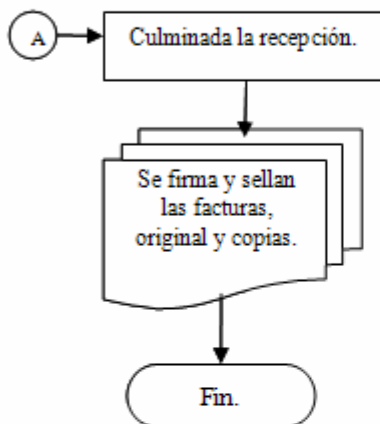 A
Culminada la recepción.
Se firma y sellan
las facturas,
original y copias.
Fin.